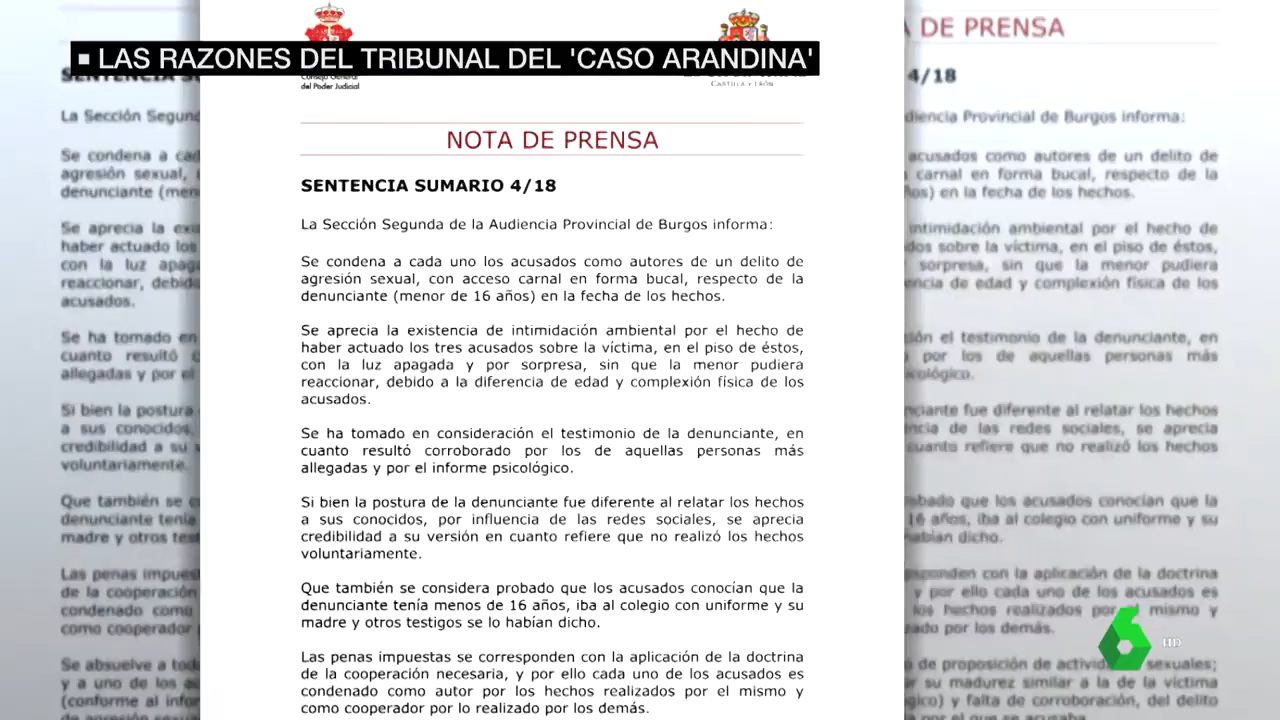 ▪ LAS RAZONES DEL TRIBUNAL DEL 'CASO ARANDINA'
Consejo General
del Poder Judicial
CASTILLA Y LEÓN
NOTA DE PRENSA
SENTENCIA SUMARIO 4/18
La Sección Segunda de la Audiencia Provincial de Burgos informa:
Se condena a cada uno los acusados como autores de un delito de
agresión sexual, con acceso carnal en forma bucal, respecto de la
denunciante (menor de 16 años) en la fecha de los hechos.
Se aprecia la existencia de intimidación ambiental por el hecho de
haber actuado los tres acusados sobre la víctima, en el piso de éstos,
con la luz apagada y por sorpresa, sin que la menor pudiera
reaccionar, debido a la diferencia de edad y complexión física de los
acusados.
Se ha tomado en consideración el testimonio de la denunciante, en
cuanto resultó corroborado por los de aquellas personas más
allegadas y por el informe psicológico.
Si bien la postura de la denunciante fue diferente al relatar los hechos
a sus conocidos, por influencia de las redes sociales, se aprecia
credibilidad a su versión en cuanto refiere que no realizó los hechos
voluntariamente.
Que también se considera probado que los acusados conocían que la
denunciante tenía menos de 16 años, iba al colegio con uniforme y su
madre y otros testigos se lo habían dicho.
Las penas impuestas se corresponden con la aplicación de la doctrina
de la cooperación necesaria, y por ello cada uno de los acusados es
condenado como autor por los hechos realizados por el mismo y
como cooperador por lo realizado por los demás.
6 HD